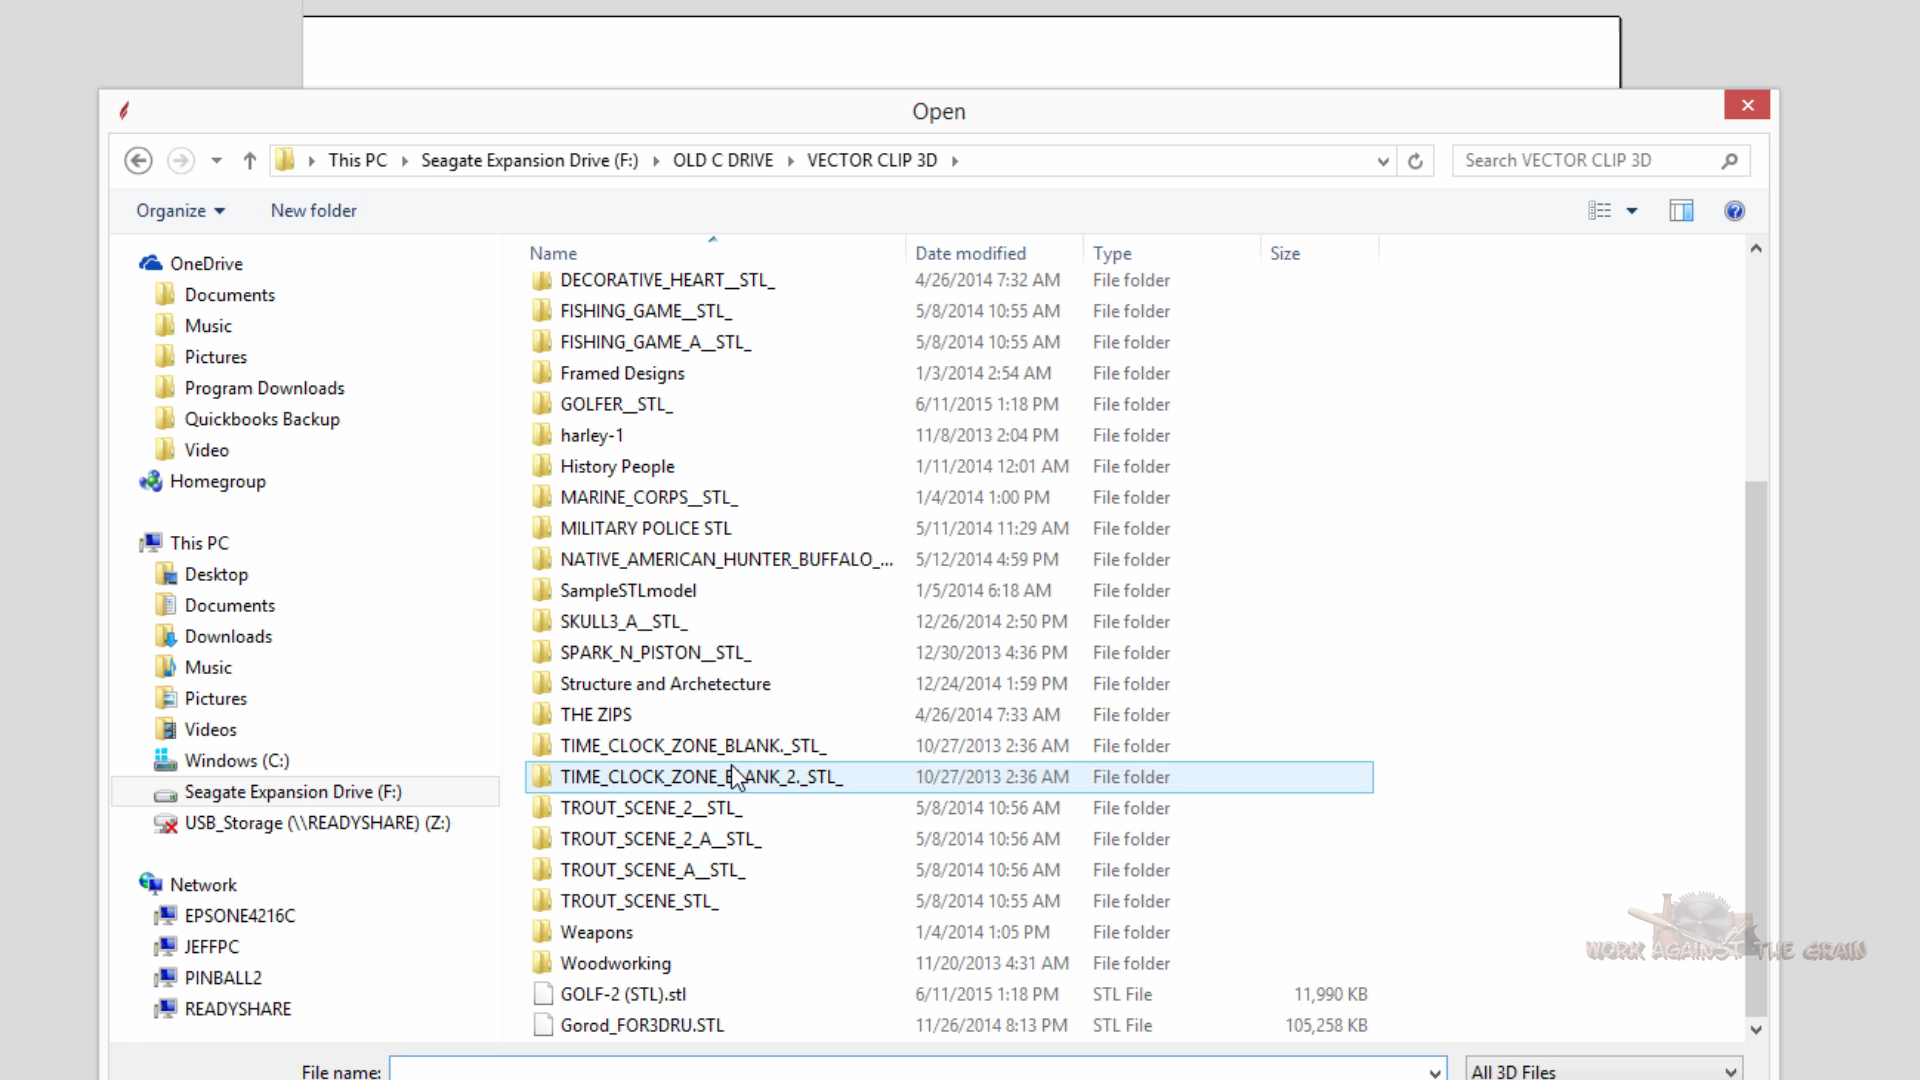 Open
This PC Seagate Expansion Drive (F:) OLD C DRIVE VECTOR CLIP 3D Search VECTOR CLIP 3D
Organize New folder
OneDrive
Documents
Music
Pictures
Program Downloads
Quickbooks Backup
Video
Homegroup
This PC
Desktop
Documents
Downloads
Music
Pictures
Videos
Windows (C:)
Seagate Expansion Drive (F:)
USB_Storage (\\READYSHARE) (Z:)
Network
EPSONE4216C
JEFFPC
PINBALL2
READYSHARE
Name Date modified Type Size
DECORATIVE_HEART__STL_ 4/26/2014 7:32 AM File folder
FISHING_GAME__STL_ 5/8/2014 10:55 AM File folder
FISHING_GAME_A__STL_ 5/8/2014 10:55 AM File folder
Framed Designs 1/3/2014 2:54 AM File folder
GOLFER__STL_ 6/11/2015 1:18 PM File folder
harley-1 11/8/2013 2:04 PM File folder
History People 1/11/2014 12:01 AM File folder
MARINE_CORPS__STL_ 1/4/2014 1:00 PM File folder
MILITARY POLICE STL 5/11/2014 11:29 AM File folder
NATIVE_AMERICAN_HUNTER_BUFFALO_... 5/12/2014 4:59 PM File folder
SampleSTLmodel 1/5/2014 6:18 AM File folder
SKULL3_A__STL_ 12/26/2014 2:50 PM File folder
SPARK_N_PISTON__STL_ 12/30/2013 4:36 PM File folder
Structure and Archetecture 12/24/2014 1:59 PM File folder
THE ZIPS 4/26/2014 7:33 AM File folder
TIME_CLOCK_ZONE_BLANK._STL_ 10/27/2013 2:36 AM File folder
TIME_CLOCK_ZONE_BLANK_2._STL_ 10/27/2013 2:36 AM File folder
TROUT_SCENE_2__STL_ 5/8/2014 10:56 AM File folder
TROUT_SCENE_2_A__STL_ 5/8/2014 10:56 AM File folder
TROUT_SCENE_A__STL_ 5/8/2014 10:56 AM File folder
TROUT_SCENE_STL_ 5/8/2014 10:55 AM File folder
Weapons 1/4/2014 1:05 PM File folder
Woodworking 11/20/2013 4:31 AM File folder
GOLF-2 (STL).stl 6/11/2015 1:18 PM STL File 11,990 KB
Gorod_FOR3DRU.STL 11/26/2014 8:13 PM STL File 105,258 KB
WORK AGAINST THE GRAIN
File name: All 3D Files